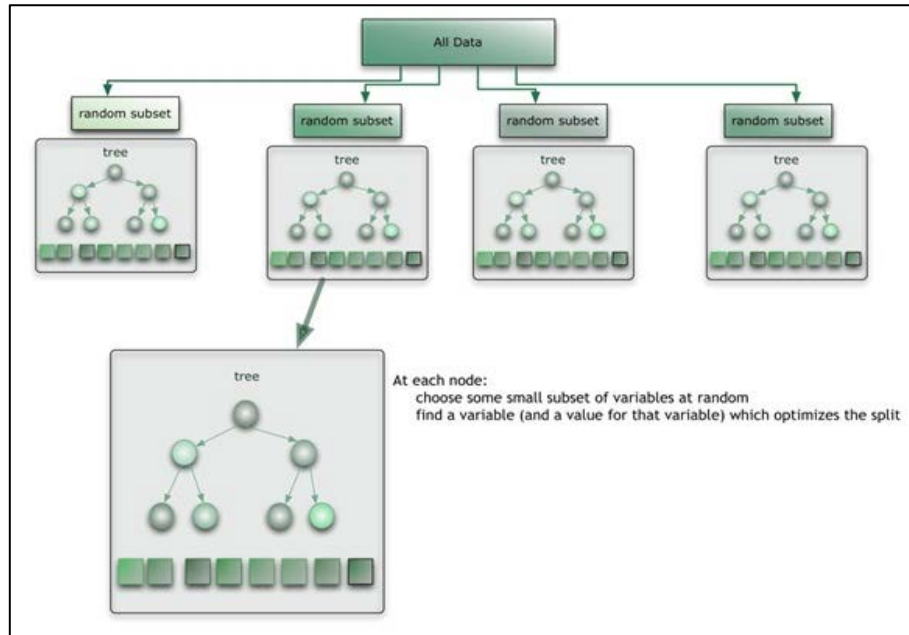 All Data
random subset
random subset
random subset
random subset
tree
tree
tree
tree
tree
At each node:
choose some small subset of variables at random
find a variable (and a value for that variable) which optimizes the split